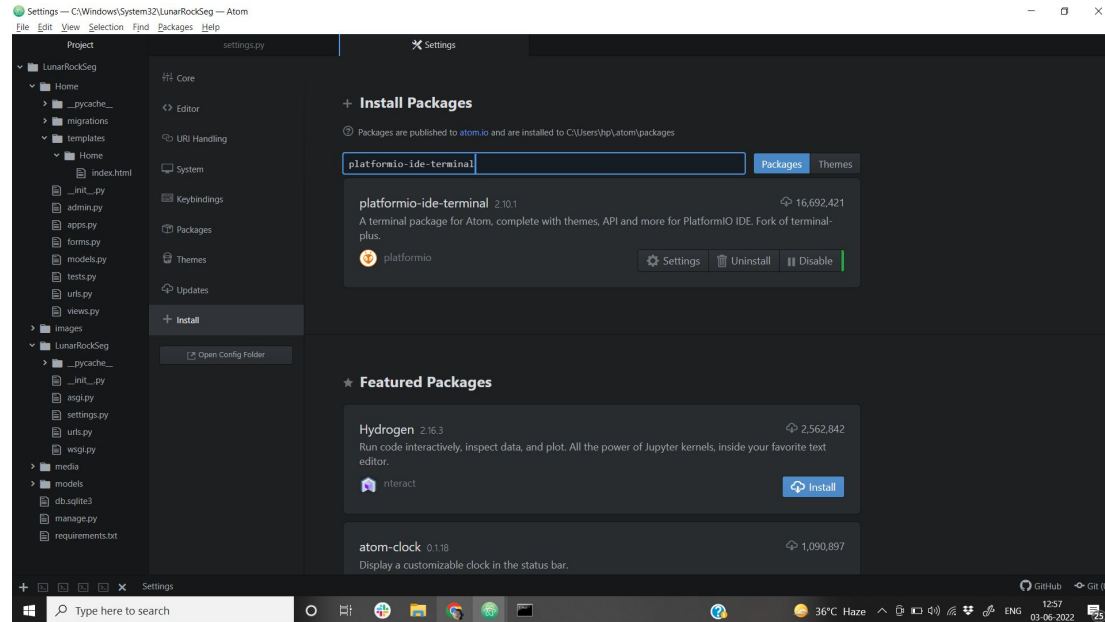 Settings — C:\Windows\System32\LunarRockSeg — Atom
File Edit View Selection Find Packages Help
Project
settings.py
Settings
LunarRockSeg
Home
__pycache__
migrations
templates
Home
index.html
__init__.py
admin.py
apps.py
forms.py
models.py
tests.py
urls.py
views.py
images
LunarRockSeg
__pycache__
__init__.py
asgi.py
settings.py
urls.py
wsgi.py
media
models
db.sqlite3
manage.py
requirements.txt
Core
Editor
URI Handling
System
Keybindings
Packages
Themes
Updates
Install
Open Config Folder
Install Packages
Packages are published to atom.io and are installed to C:\Users\hp\.atom\packages
platformio-ide-terminal
Packages Themes
platformio-ide-terminal 2.10.1 16,692,421
A terminal package for Atom, complete with themes, API and more for PlatformIO IDE. Fork of terminal-
plus.
platformio
Settings Uninstall Disable
Featured Packages
Hydrogen 2.16.3 2,562,842
Run code interactively, inspect data, and plot. All the power of Jupyter kernels, inside your favorite text
editor.
nteract
Install
atom-clock 0.1.18 1,090,897
Display a customizable clock in the status bar.
Settings
GitHub Git (
Type here to search
36°C Haze
ENG
12:57
03-06-2022
25